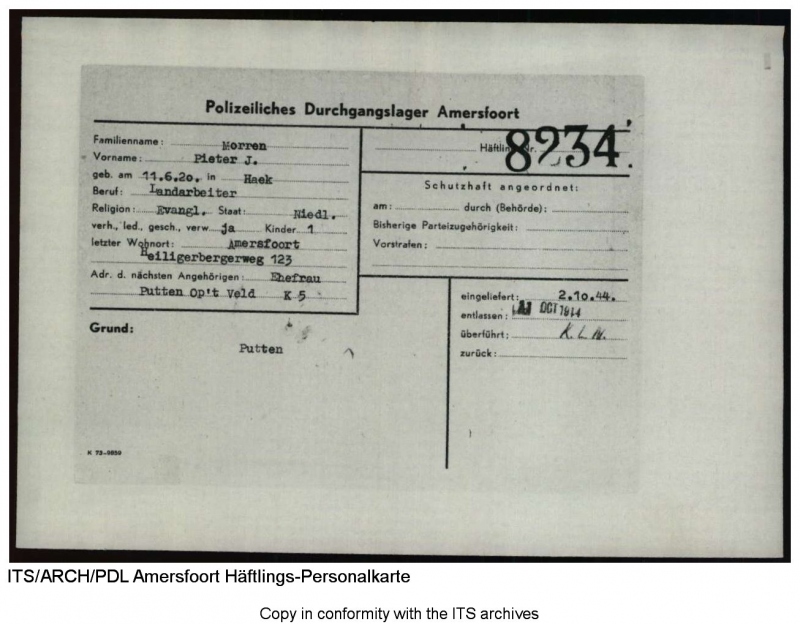 Polizeiliches Durchgangslager Amersfoort
Familienname: Morren
Vorname: Pieter J.
geb. am 11.6.20. in Haek
Beruf: Landarbeiter
Religion: Evangl. Staat: Niedl.
verh., led., gesch., verw. ja Kinder 1
letzter Wohnort: Amersfoort
Heiligerbergerweg 123
Adr. d. nächsten Angehörigen: Ehefrau
Putten Op't Veld K 5
Häftlings-Nr. 8234.
Schutzhaft angeordnet:
am: durch (Behörde):
Bisherige Parteizugehörigkeit:
Vorstrafen:
Grund:
Putten
eingeliefert: 2.10.44.
entlassen: OCT 1944
überführt: K. L. N.
zurück:
K 73-9850
ITS/ARCH/PDL Amersfoort Häftlings-Personalkarte
Copy in conformity with the ITS archives